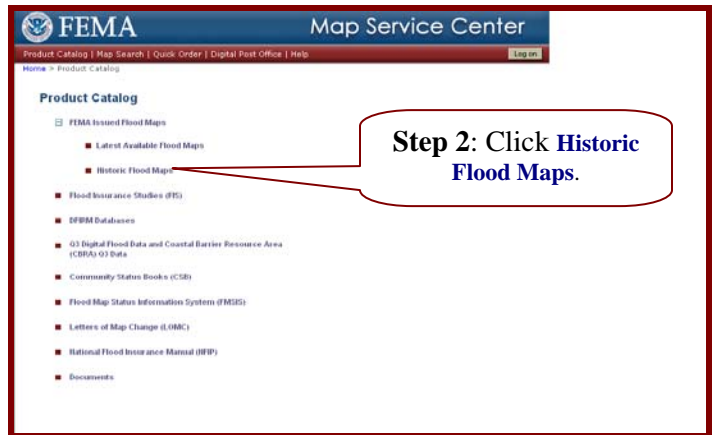 FEMA
Map Service Center
Product Catalog | Map Search | Quick Order | Digital Post Office | Help
Log on
Home > Product Catalog
Product Catalog
FEMA Issued Flood Maps
Latest Available Flood Maps
Historic Flood Maps
Step 2: Click Historic
Flood Maps.
Flood Insurance Studies (FIS)
DFIRM Databases
Q3 Digital Flood Data and Coastal Barrier Resource Area
(CBRA) Q3 Data
Community Status Books (CSB)
Flood Map Status Information System (FMSIS)
Letters of Map Change (LOMC)
National Flood Insurance Manual (NFIP)
Documents